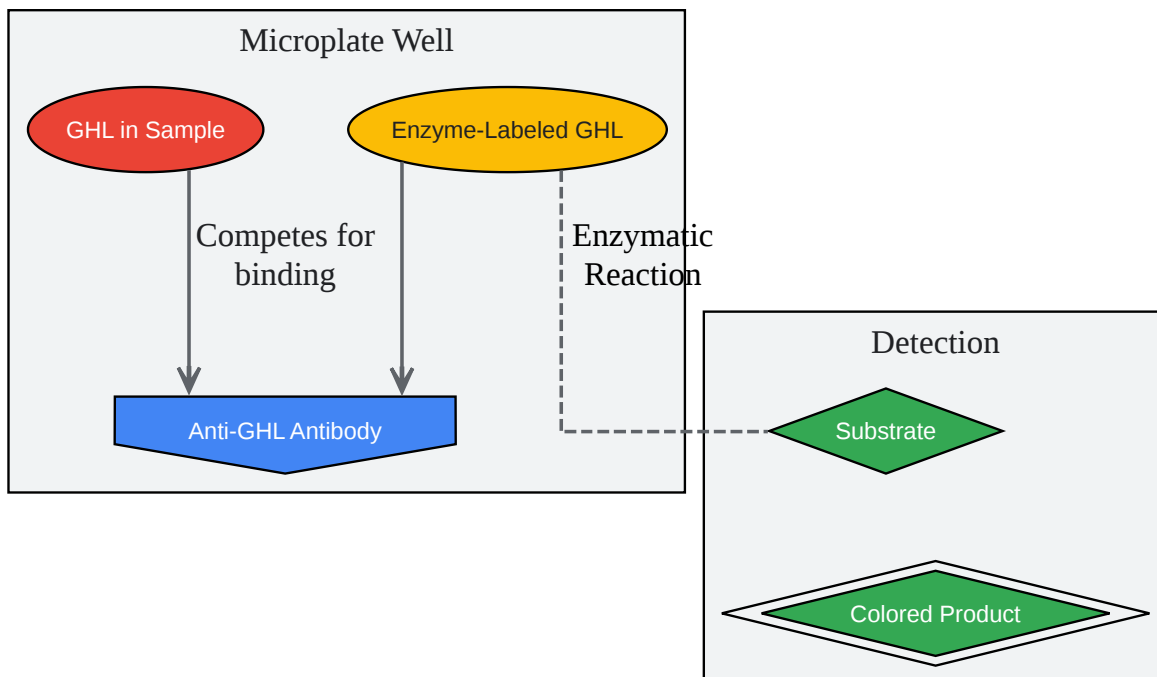 Microplate Well
GHL in Sample
Enzyme-Labeled GHL
Competes for
binding
Enzymatic
Reaction
Anti-GHL Antibody
Detection
Substrate
Colored Product